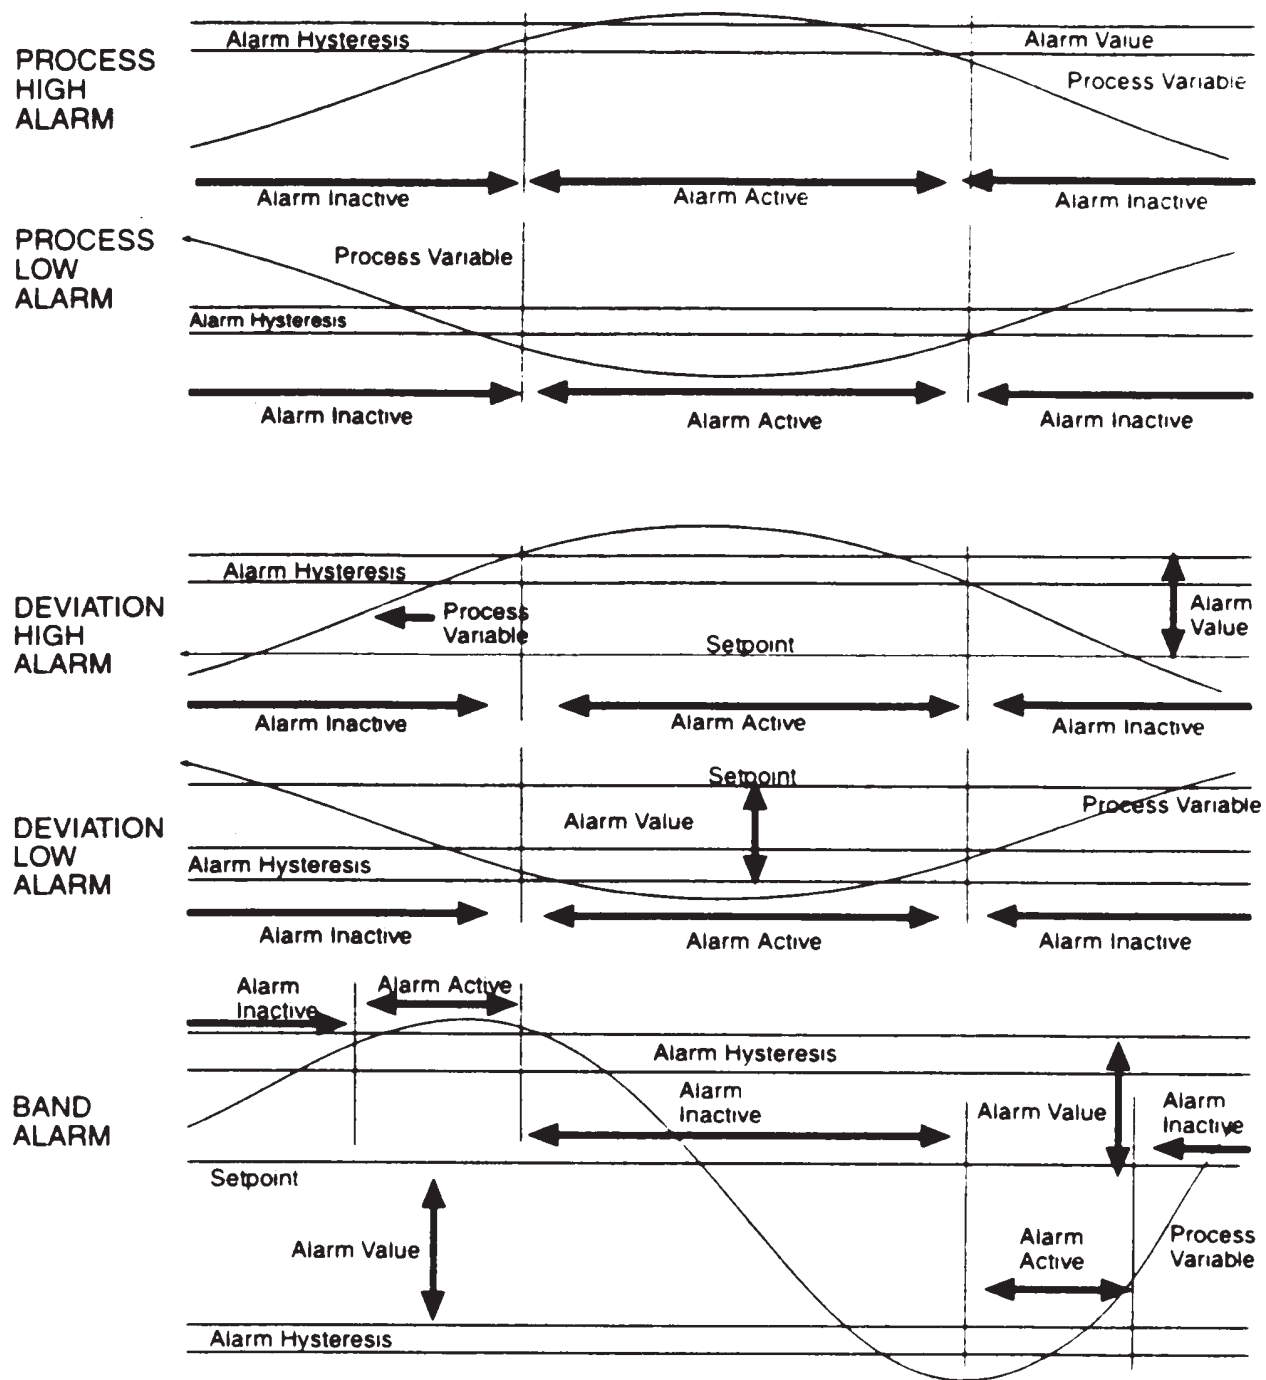 PROCESS
HIGH
ALARM
Alarm Hysteresis
Alarm Value
Process Variable
Alarm Inactive
Alarm Active
Alarm Inactive
PROCESS
LOW
ALARM
Process Variable
Alarm Hysteresis
Alarm Inactive
Alarm Active
Alarm Inactive
DEVIATION
HIGH
ALARM
Alarm Hysteresis
Process
Variable
Setpoint
Alarm
Value
Alarm Inactive
Alarm Active
Alarm Inactive
DEVIATION
LOW
ALARM
Setpoint
Alarm Value
Process Variable
Alarm Hysteresis
Alarm Inactive
Alarm Active
Alarm Inactive
BAND
ALARM
Alarm
Inactive
Alarm Active
Alarm Hysteresis
Alarm
Inactive
Alarm Value
Alarm
Inactive
Setpoint
Alarm Value
Alarm
Active
Process
Variable
Alarm Hysteresis